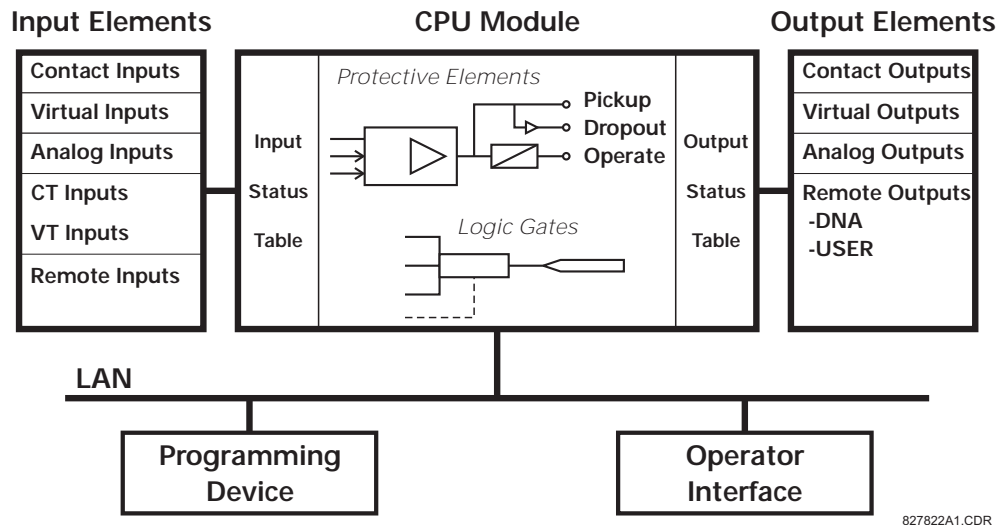 Input Elements
CPU Module
Output Elements
Contact Inputs
Virtual Inputs
Analog Inputs
CT Inputs
VT Inputs
Remote Inputs
Input
Status
Table
Protective Elements
Pickup
Dropout
Operate
Logic Gates
Output
Status
Table
Contact Outputs
Virtual Outputs
Analog Outputs
Remote Outputs
-DNA
-USER
LAN
Programming
Device
Operator
Interface
827822A1.CDR